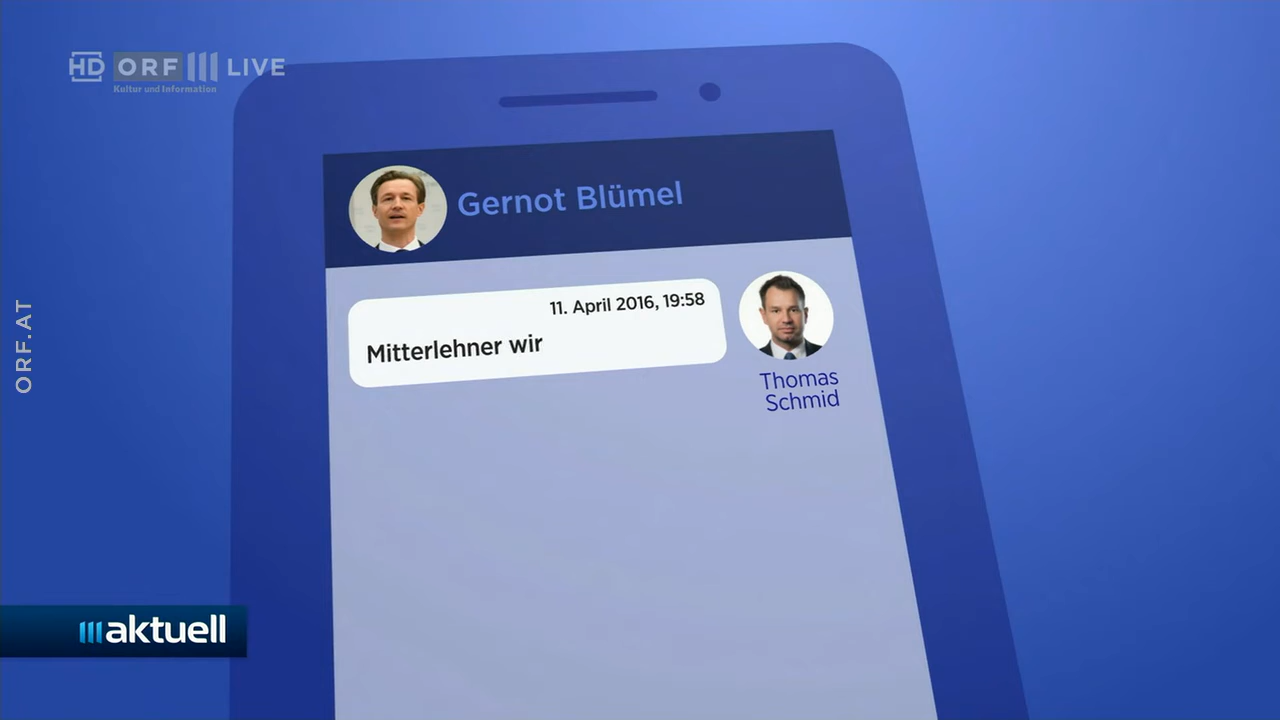 HD ORF III LIVE
Kultur und Information
Gernot Blümel
11. April 2016, 19:58
Mitterlehner wir
Thomas
Schmid
ORF.AT
III aktuell